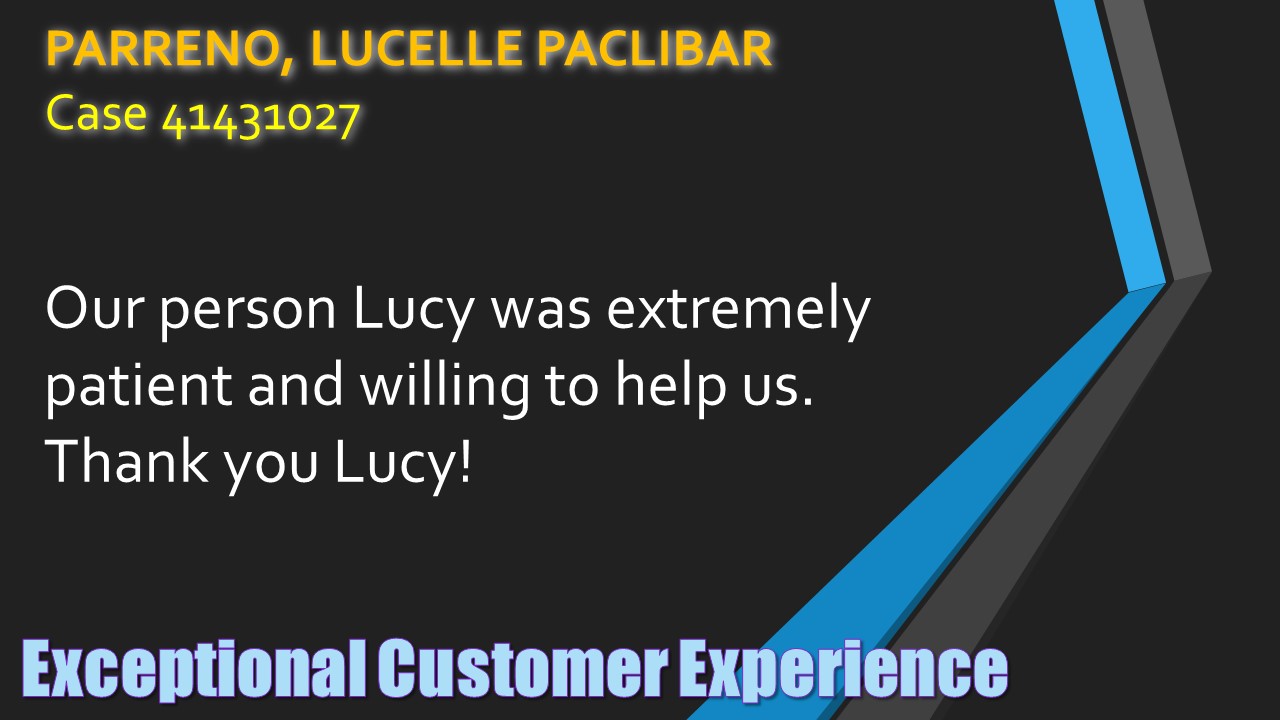 PARRENO, LUCELLE PACLIBAR
Case 41431027
Our person Lucy was extremely
patient and willing to help us.
Thank you Lucy!
Exceptional Customer Experience